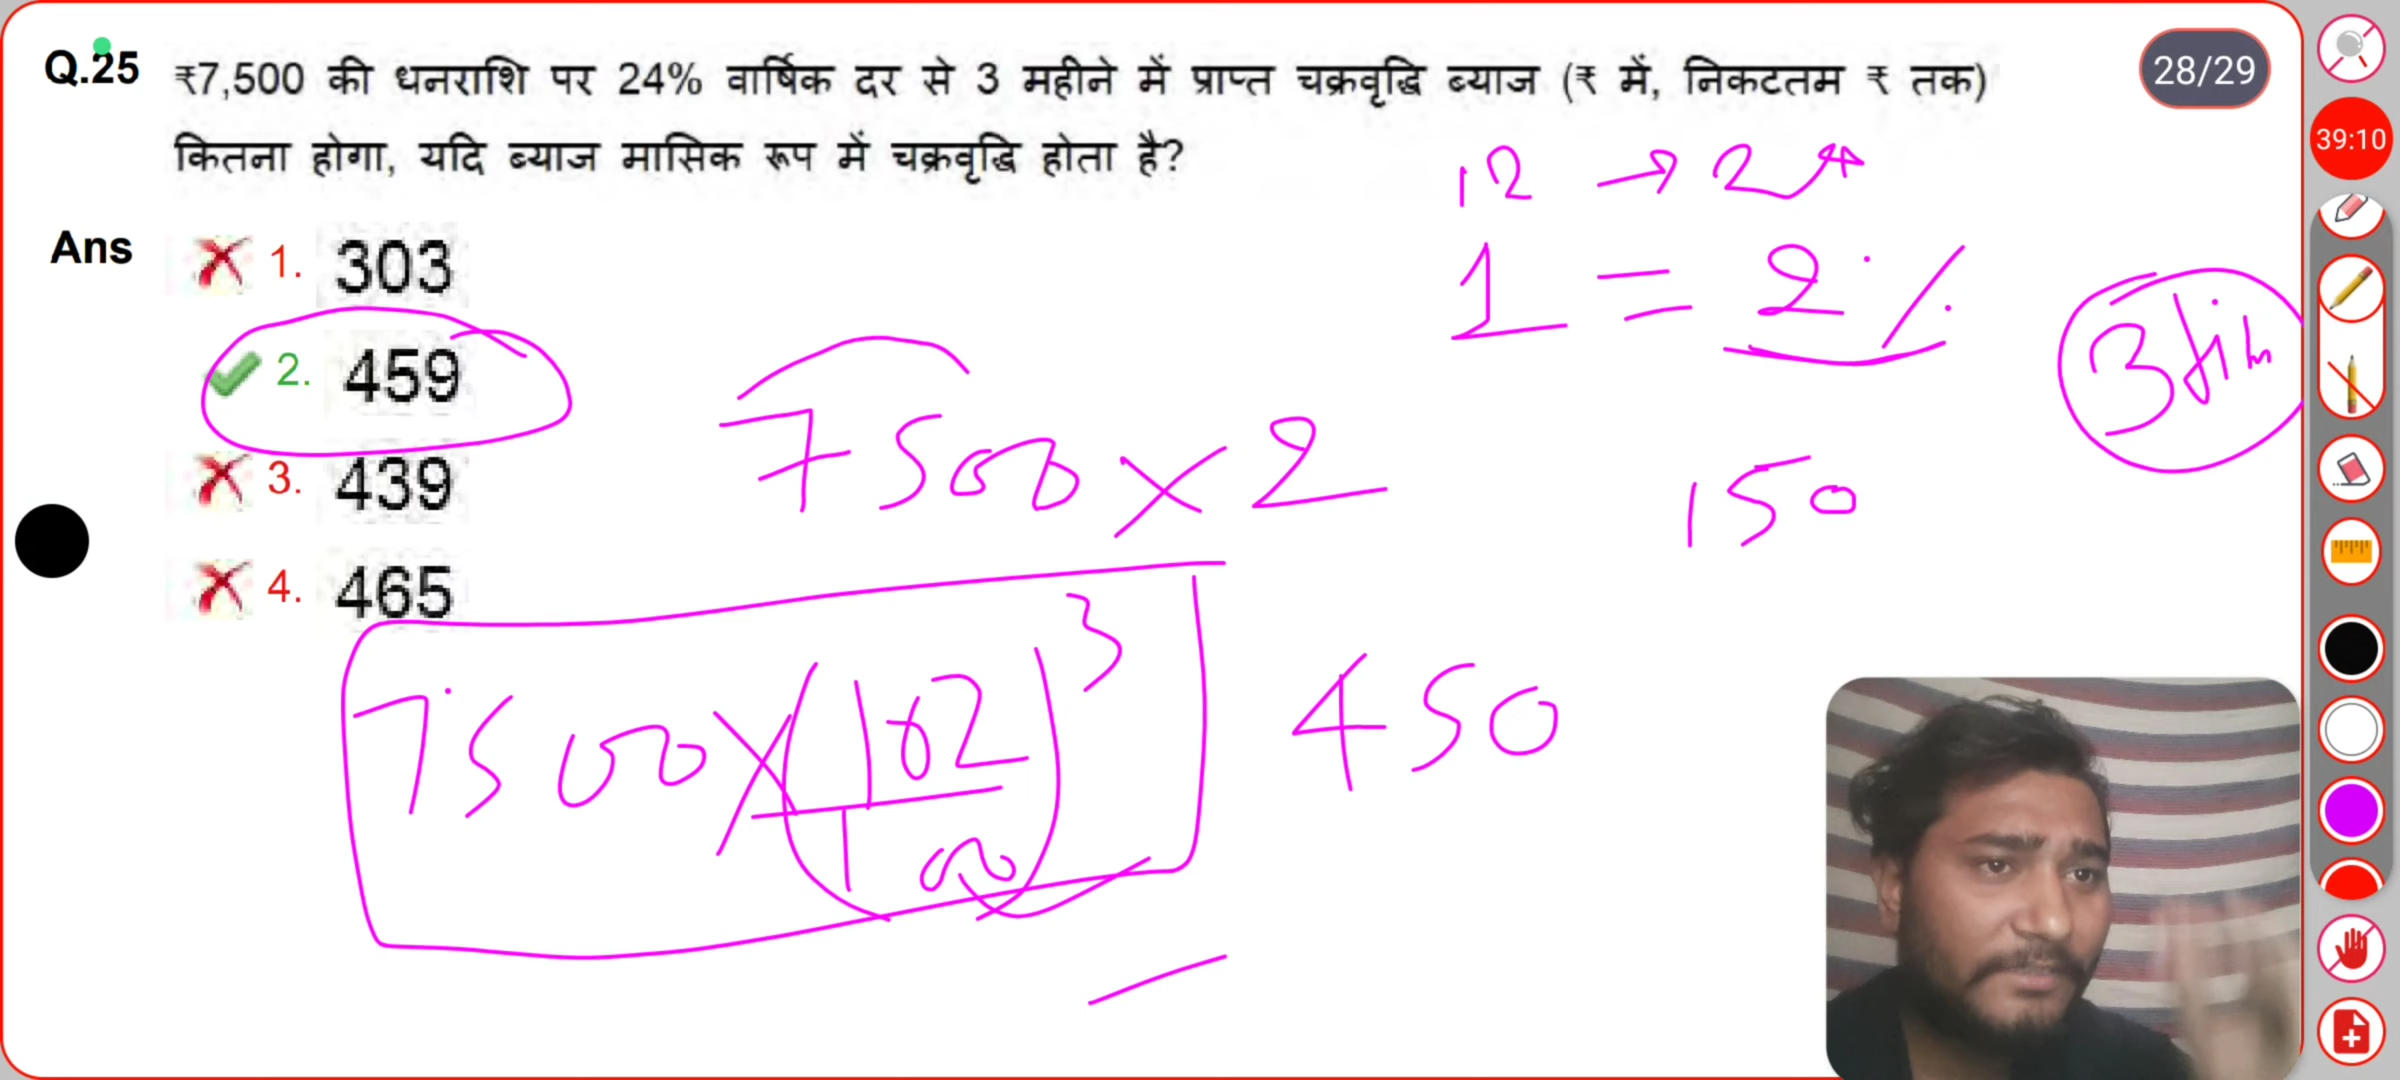 Q.25 ₹7,500 की धनराशि पर 24% वार्षिक दर से 3 महीने में प्राप्त चक्रवृद्धि ब्याज (₹ में, निकटतम ₹ तक)
कितना होगा, यदि ब्याज मासिक रूप में चक्रवृद्धि होता है?
28/29
39:10
12 → 24
1 = 2%
Ans 1. 303
2. 459
3. 439
4. 465
7500 × 2
150
7500 × (102/100)³
450